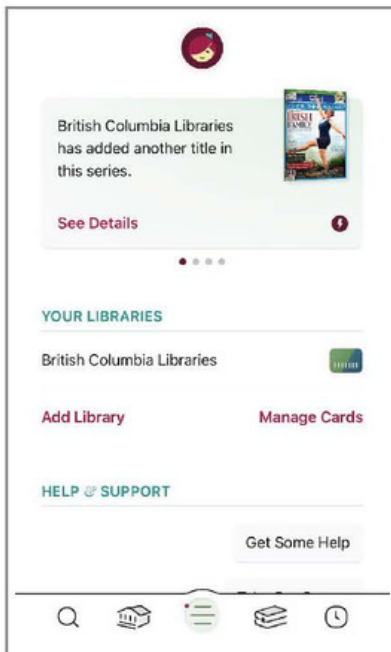 British Columbia Libraries
has added another title in
this series.
See Details
YOUR LIBRARIES
British Columbia Libraries
Add Library
Manage Cards
HELP & SUPPORT
Get Some Help